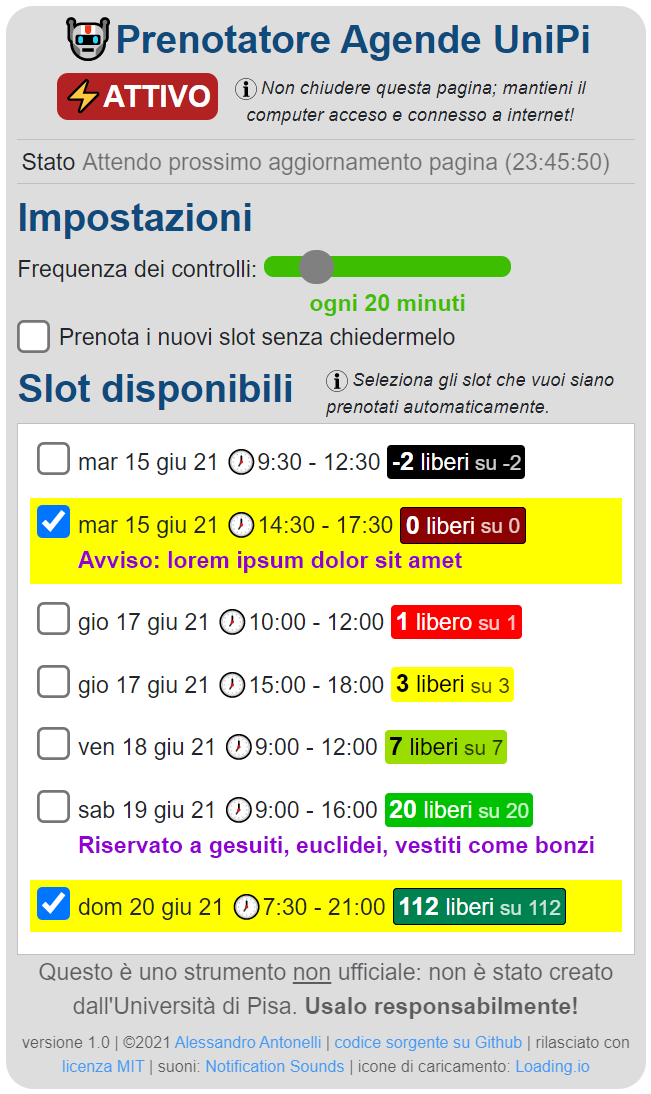 Prenotatore Agende UniPi
ATTIVO
Non chiudere questa pagina; mantieni il
computer acceso e connesso a internet!
Stato Attendo prossimo aggiornamento pagina (23:45:50)
Impostazioni
Frequenza dei controlli:
ogni 20 minuti
Prenota i nuovi slot senza chiedermelo
Slot disponibili
Seleziona gli slot che vuoi siano
prenotati automaticamente.
mar 15 giu 21 9:30 - 12:30 -2 liberi su -2
mar 15 giu 21 14:30 - 17:30 0 liberi su 0
Avviso: lorem ipsum dolor sit amet
gio 17 giu 21 10:00 - 12:00 1 libero su 1
gio 17 giu 21 15:00 - 18:00 3 liberi su 3
ven 18 giu 21 9:00 - 12:00 7 liberi su 7
sab 19 giu 21 9:00 - 16:00 20 liberi su 20
Riservato a gesuiti, euclidei, vestiti come bonzi
dom 20 giu 21 7:30 - 21:00 112 liberi su 112
Questo è uno strumento non ufficiale: non è stato creato
dall'Università di Pisa. Usalo responsabilmente!
versione 1.0 | ©2021 Alessandro Antonelli | codice sorgente su Github | rilasciato con
licenza MIT | suoni: Notification Sounds | icone di caricamento: Loading.io